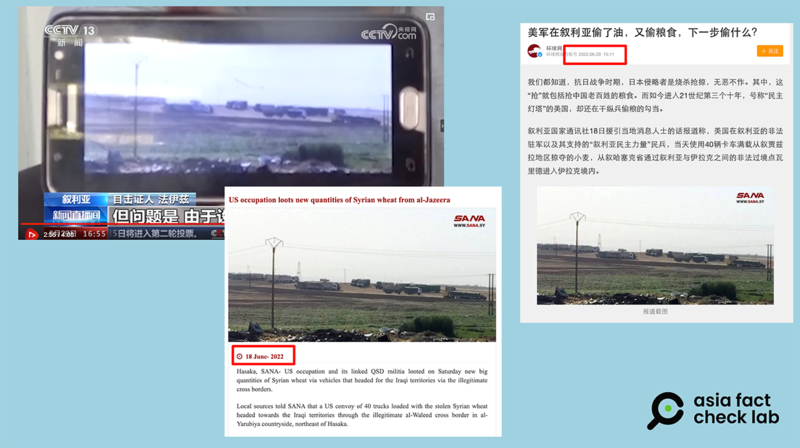 CCTV 13
新闻
CCTV 央视网
com
叙利亚
目击证人 法伊兹
新闻直播间
但问题是 由于
2:55 / 4:05
16:55
5日将进入第二轮投票。
US occupation loots new quantities of Syrian wheat from al-Jazeera
SANA
WWW.SANA.SY
18 June، 2022
Hasaka, SANA- US occupation and its linked QSD militia looted on Saturday new big
quantities of Syrian wheat via vehicles that headed for the Iraqi territories via the illegitimate
cross borders.
Local sources told SANA that a US convoy of 40 trucks loaded with the stolen Syrian wheat
headed towards the Iraqi territories through the illegitimate al-Waleed cross border in al-
Yarubiya countryside, northeast of Hasaka.
美军在叙利亚偷了油，又偷粮食，下一步偷什么？
环球网
2022.06.20
+ 关注
我们都知道，抗日战争时期，日本侵略者是烧杀抢掠，无恶不作。其中，这
“抢”就包括抢中国老百姓的粮食。而如今进入21世纪第三个十年，号称“民主
灯塔”的美国，却还在干纵兵偷粮的勾当。
叙利亚国家通讯社18日援引当地消息人士的话报道称，美国在叙利亚的非法
驻军以及其支持的“叙利亚民主力量”民兵，当天使用40辆卡车满载从叙贾兹
拉地区掠夺的小麦，从叙哈塞克省通过叙利亚与伊拉克之间的非法过境点瓦
里德进入伊拉克境内。
SANA
WWW.SANA.SY
报道截图
asia fact
check lab